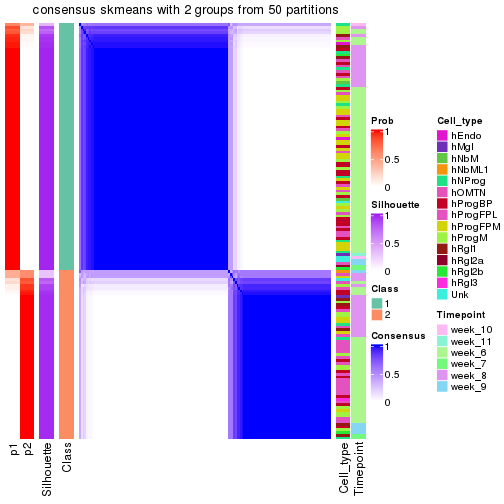 consensus skmeans with 2 groups from 50 partitions
Prob
1
0.5
0
Silhouette
1
0.5
0
Class
1
2
Consensus
1
0.5
0
Cell_type
hEndo
hMgl
hNbM
hNbML1
hNProg
hOMTN
hProgBP
hProgFPL
hProgFPM
hProgM
hRgl1
hRgl2a
hRgl2b
hRgl3
Unk
Timepoint
week_10
week_11
week_6
week_7
week_8
week_9
p1
p2
Silhouette
Class
Cell_type
Timepoint